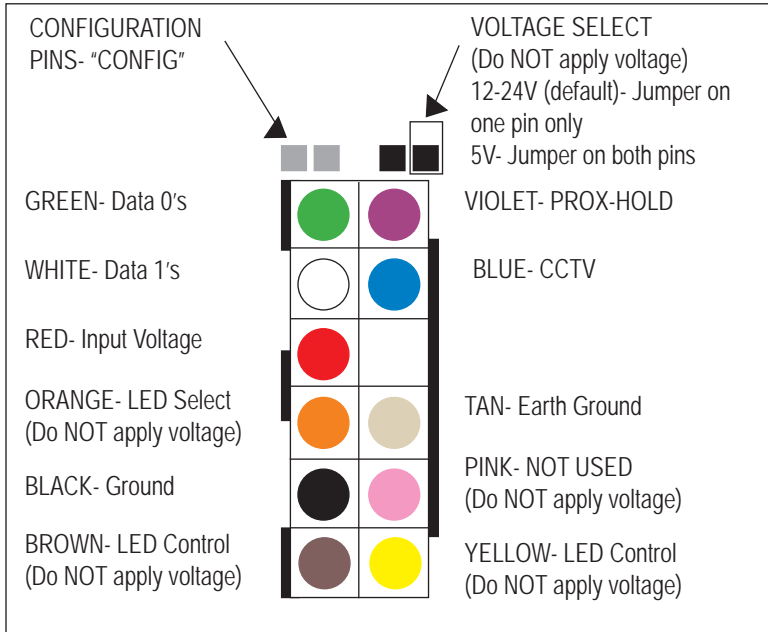 CONFIGURATION
PINS- “CONFIG”
VOLTAGE SELECT
(Do NOT apply voltage)
12-24V (default)- Jumper on
one pin only
5V- Jumper on both pins
GREEN- Data 0's
VIOLET- PROX-HOLD
WHITE- Data 1's
BLUE- CCTV
RED- Input Voltage
ORANGE- LED Select
(Do NOT apply voltage)
TAN- Earth Ground
BLACK- Ground
PINK- NOT USED
(Do NOT apply voltage)
BROWN- LED Control
(Do NOT apply voltage)
YELLOW- LED Control
(Do NOT apply voltage)